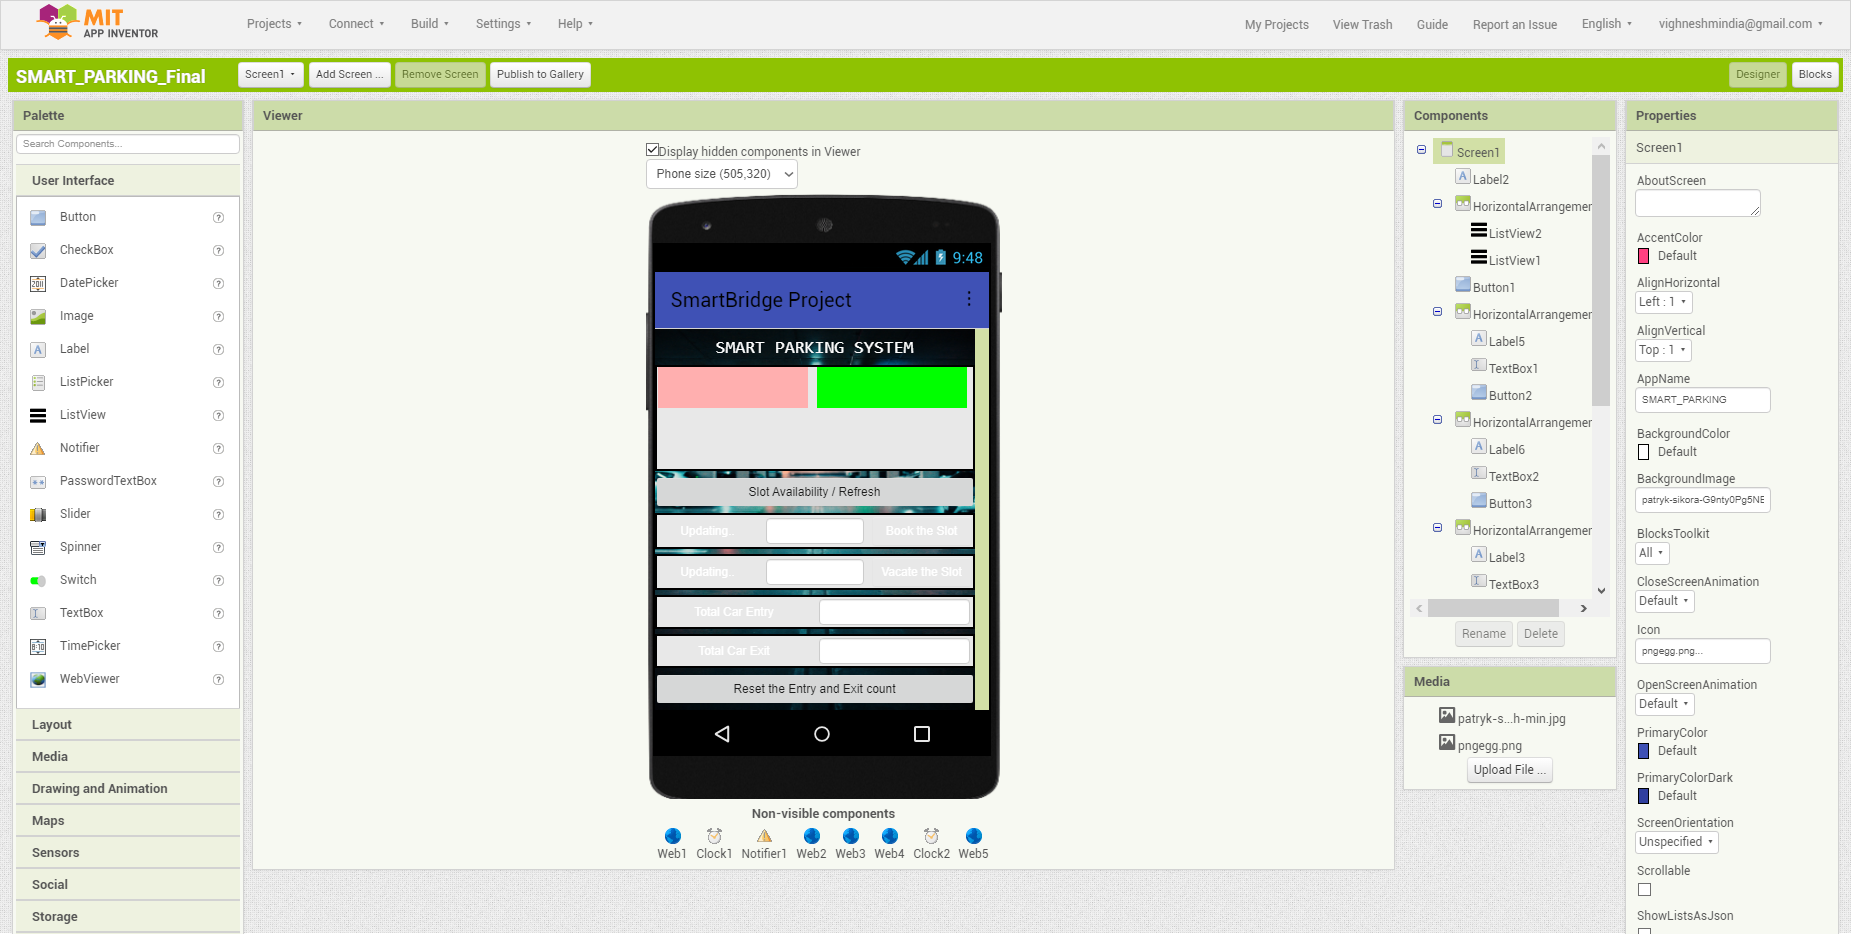 MIT
APP INVENTOR
Projects Connect Build Settings Help
My Projects View Trash Guide Report an Issue English vighneshmindia@gmail.com
SMART_PARKING_Final
Screen1 Add Screen ... Remove Screen Publish to Gallery
Designer Blocks
Palette
Search Components...
User Interface
Button ?
CheckBox ?
DatePicker ?
Image ?
Label ?
ListPicker ?
ListView ?
Notifier ?
PasswordTextBox ?
Slider ?
Spinner ?
Switch ?
TextBox ?
TimePicker ?
WebViewer ?
Layout
Media
Drawing and Animation
Maps
Sensors
Social
Storage
Viewer
Display hidden components in Viewer
Phone size (505,320)
9:48
SmartBridge Project
SMART PARKING SYSTEM
Slot Availability / Refresh
Updating.. Book the Slot
Updating.. Vacate the Slot
Total Car Entry
Total Car Exit
Reset the Entry and Exit count
Non-visible components
Web1 Clock1 Notifier1 Web2 Web3 Web4 Clock2 Web5
Components
Screen1
Label2
HorizontalArrangemer
ListView2
ListView1
Button1
HorizontalArrangemer
Label5
TextBox1
Button2
HorizontalArrangemer
Label6
TextBox2
Button3
HorizontalArrangemer
Label3
TextBox3
Rename Delete
Media
patryk-s...h-min.jpg
pngegg.png
Upload File ...
Properties
Screen1
AboutScreen
AccentColor
Default
AlignHorizontal
Left : 1
AlignVertical
Top : 1
AppName
SMART_PARKING
BackgroundColor
Default
BackgroundImage
patryk-sikora-G9nty0Pg5NE
BlocksToolkit
All
CloseScreenAnimation
Default
Icon
pngegg.png...
OpenScreenAnimation
Default
PrimaryColor
Default
PrimaryColorDark
Default
ScreenOrientation
Unspecified
Scrollable
ShowListsAsJson